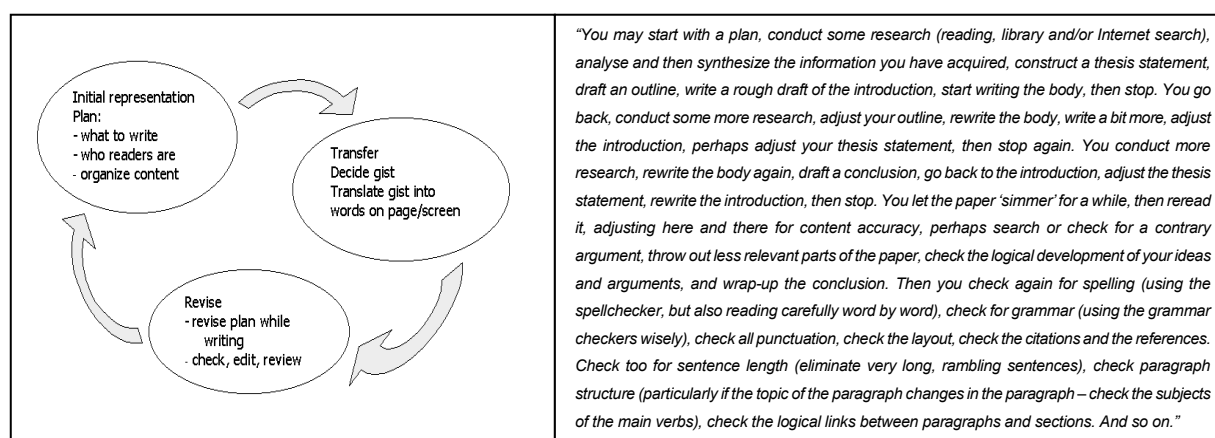 Initial representation
Plan:
- what to write
- who readers are
- organize content
Transfer
Decide gist
Translate gist into
words on page/screen
Revise
- revise plan while
writing
- check, edit, review
“You may start with a plan, conduct some research (reading, library and/or Internet search),
analyse and then synthesize the information you have acquired, construct a thesis statement,
draft an outline, write a rough draft of the introduction, start writing the body, then stop. You go
back, conduct some more research, adjust your outline, rewrite the body, write a bit more, adjust
the introduction, perhaps adjust your thesis statement, then stop again. You conduct more
research, rewrite the body again, draft a conclusion, go back to the introduction, adjust the thesis
statement, rewrite the introduction, then stop. You let the paper ‘simmer’ for a while, then reread
it, adjusting here and there for content accuracy, perhaps search or check for a contrary
argument, throw out less relevant parts of the paper, check the logical development of your ideas
and arguments, and wrap-up the conclusion. Then you check again for spelling (using the
spellchecker, but also reading carefully word by word), check for grammar (using the grammar
checkers wisely), check all punctuation, check the layout, check the citations and the references.
Check too for sentence length (eliminate very long, rambling sentences), check paragraph
structure (particularly if the topic of the paragraph changes in the paragraph – check the subjects
of the main verbs), check the logical links between paragraphs and sections. And so on.”